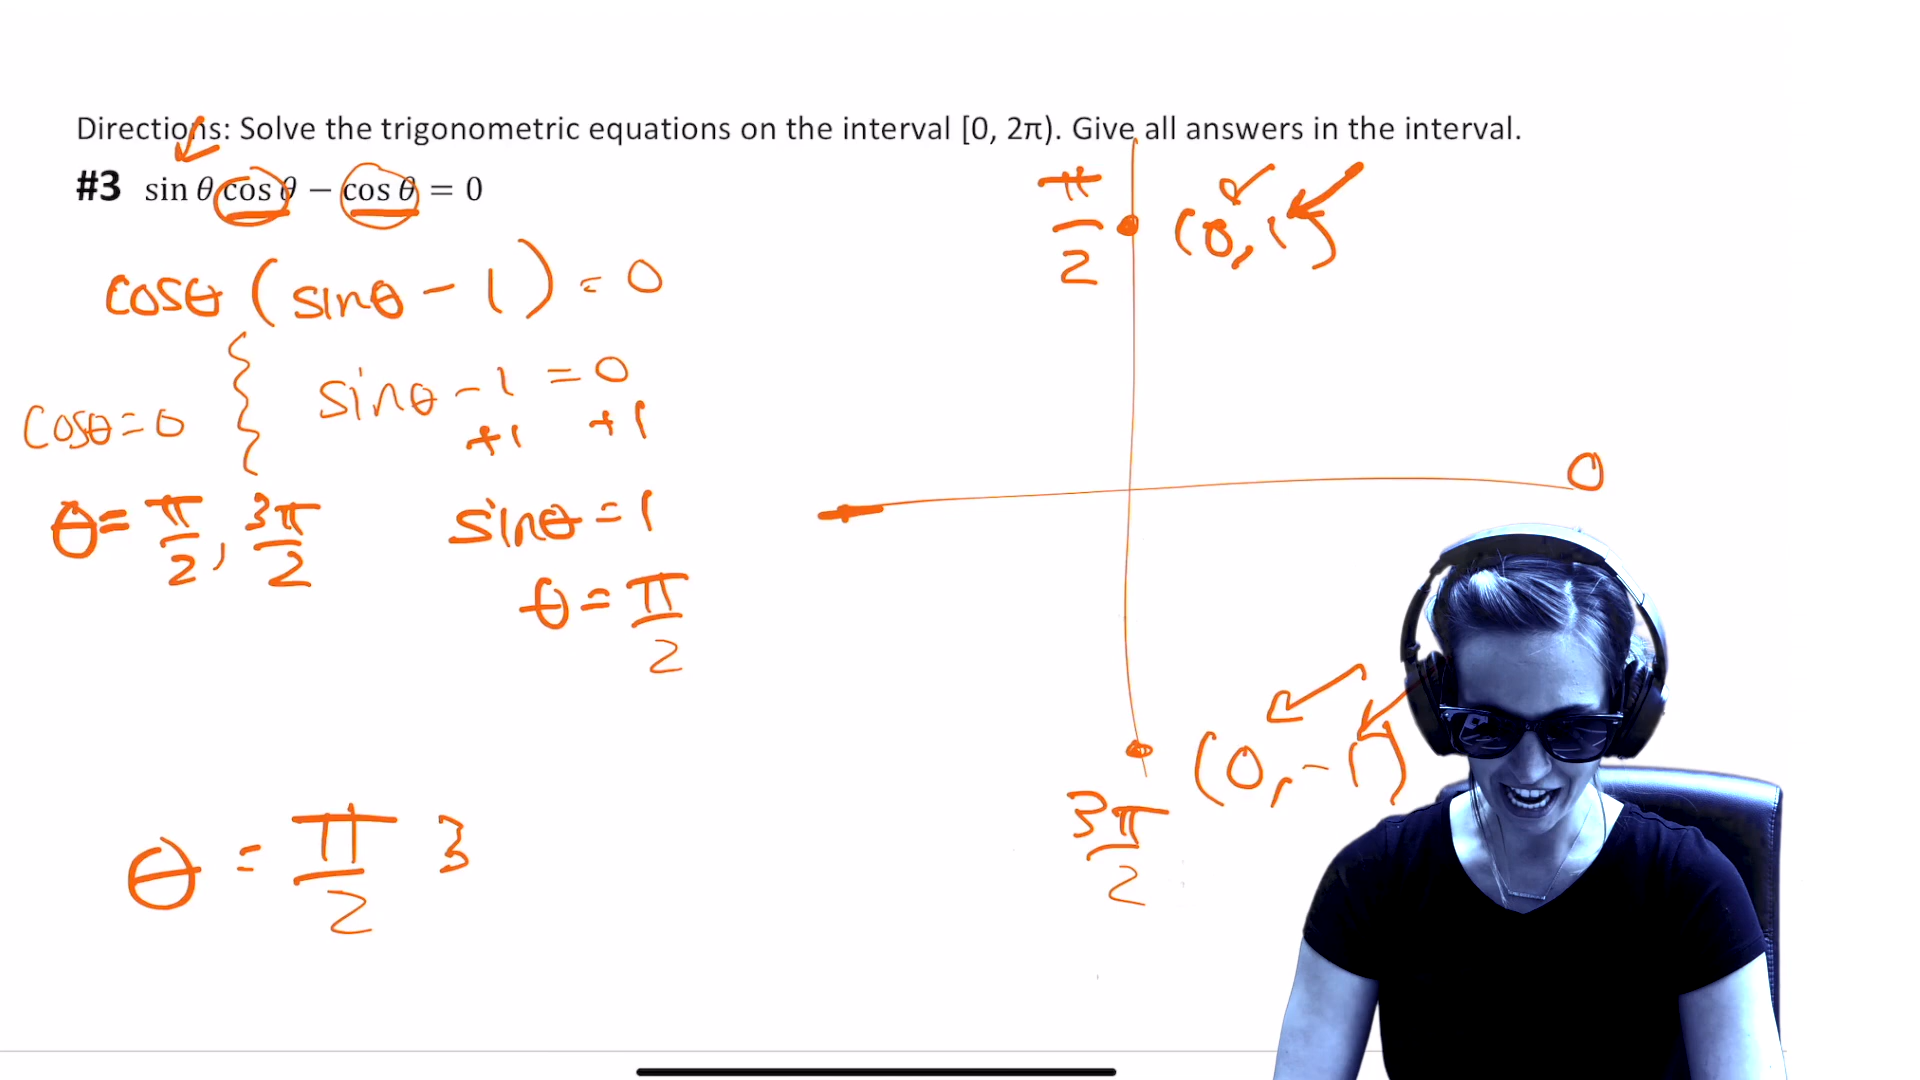 Directions: Solve the trigonometric equations on the interval [0, 2π). Give all answers in the interval.
#3 sin θ cos θ − cos θ = 0
cosθ (sinθ - 1) = 0
cosθ = 0 { sinθ - 1 = 0
+1 +1
θ = π/2, 3π/2
sinθ = 1
θ = π/2
θ = π/2 3
π/2 (0, 1)
0
(0, -1)
3π/2